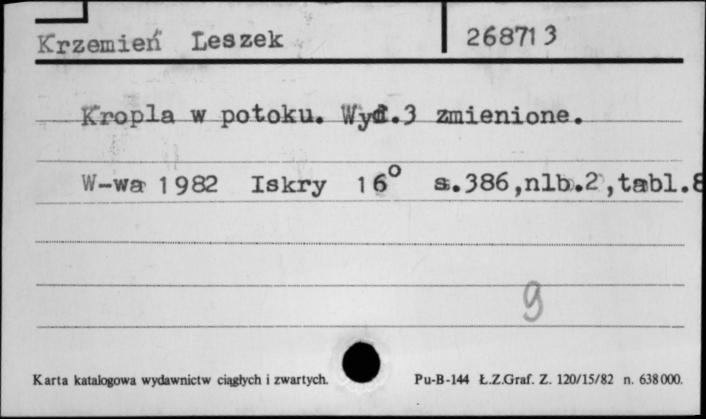 Krzemień Leszek 268713
Kropla w potoku. Wyd.3 zmienione.
W-wa 1982 Iskry 16° s.386,nlb.2,tabl.8
9
Karta katalogowa wydawnictw ciągłych i zwartych. Pu-B-144 Ł.Z.Graf. Z. 120/15/82 n. 638000.